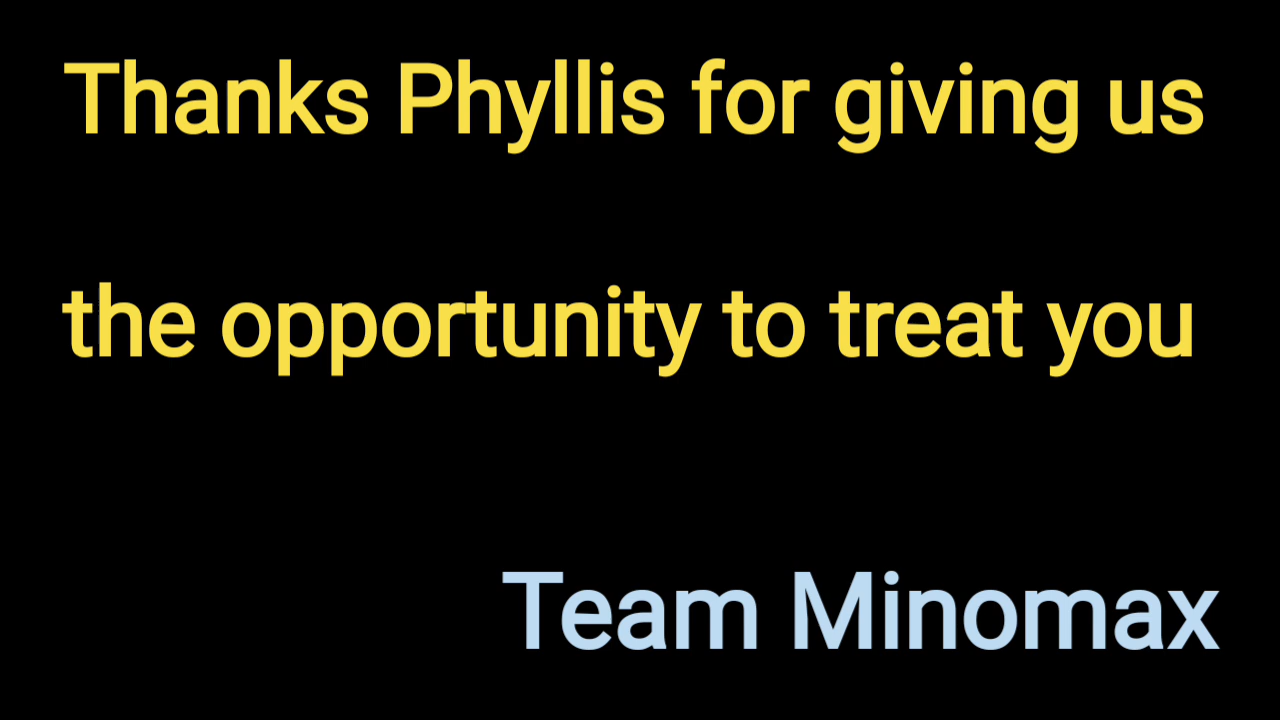 Thanks Phyllis for giving us
the opportunity to treat you
Team Minomax